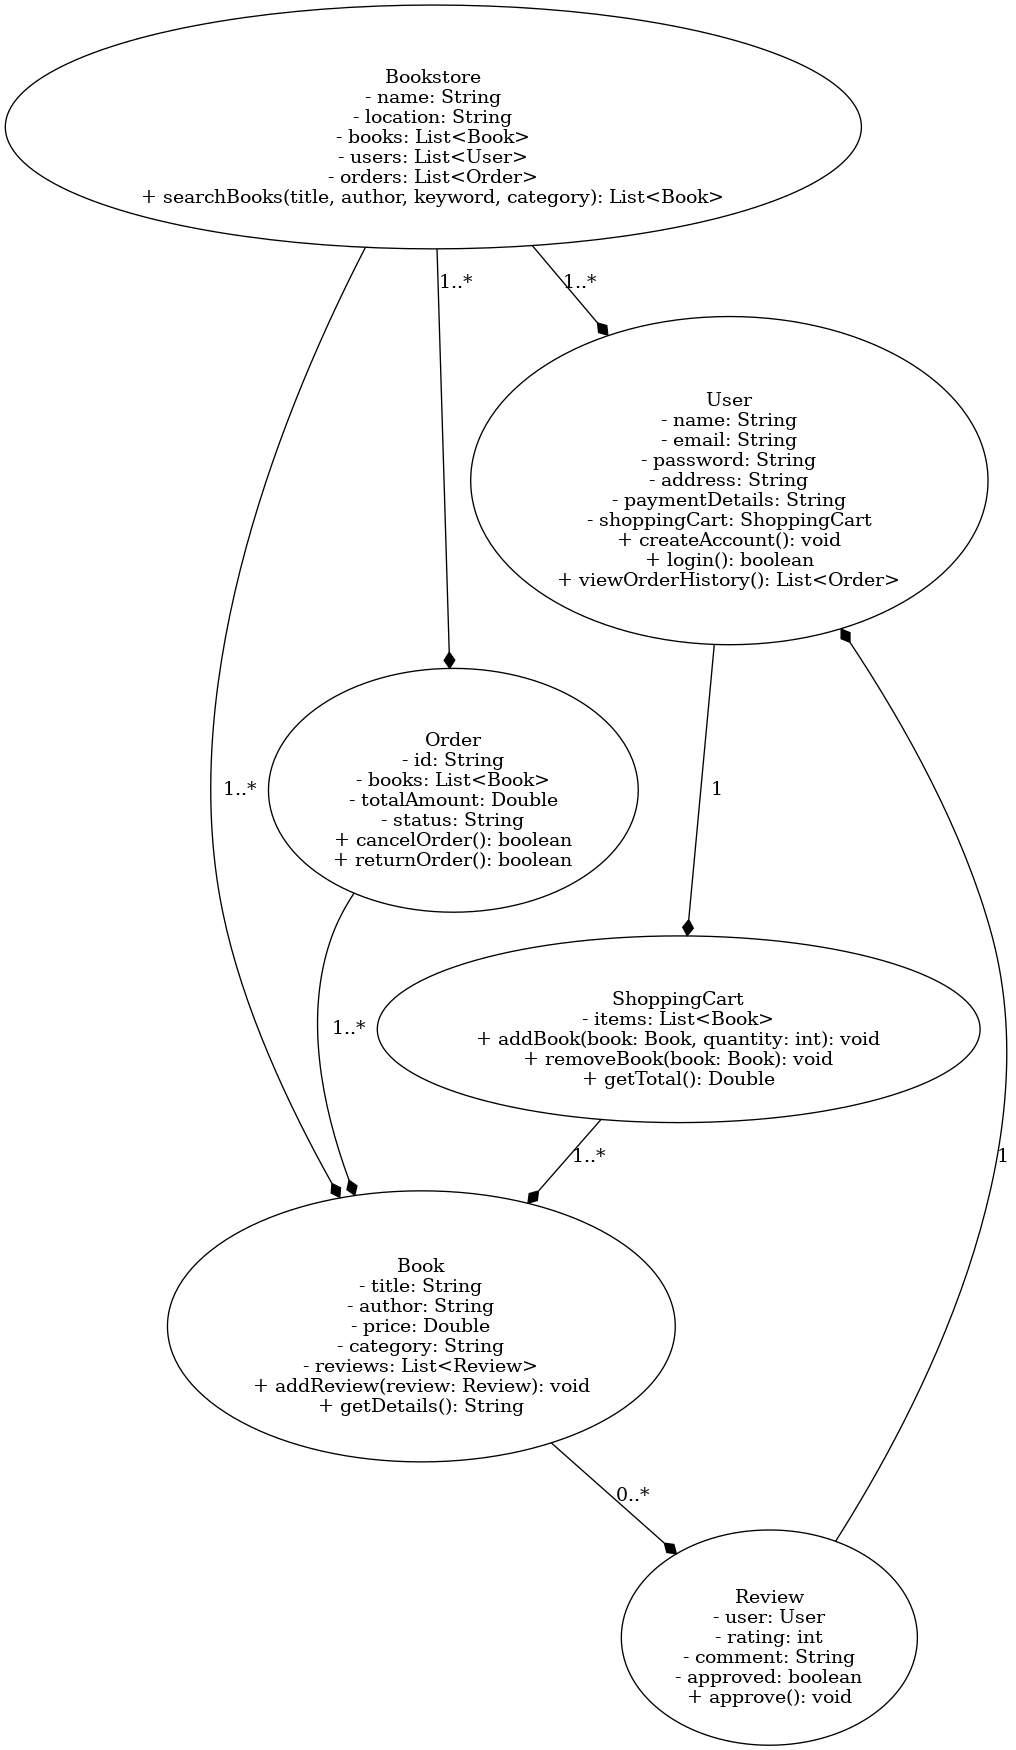 Bookstore
- name: String
- location: String
- books: List<Book>
- users: List<User>
- orders: List<Order>
+ searchBooks(title, author, keyword, category): List<Book>
1..*
1..*
User
- name: String
- email: String
- password: String
- address: String
- paymentDetails: String
- shoppingCart: ShoppingCart
+ createAccount(): void
+ login(): boolean
+ viewOrderHistory(): List<Order>
Order
- id: String
- books: List<Book>
- totalAmount: Double
- status: String
+ cancelOrder(): boolean
+ returnOrder(): boolean
1..*
1
ShoppingCart
- items: List<Book>
+ addBook(book: Book, quantity: int): void
+ removeBook(book: Book): void
+ getTotal(): Double
1..*
1..*
1
Book
- title: String
- author: String
- price: Double
- category: String
- reviews: List<Review>
+ addReview(review: Review): void
+ getDetails(): String
0..*
Review
- user: User
- rating: int
- comment: String
- approved: boolean
+ approve(): void